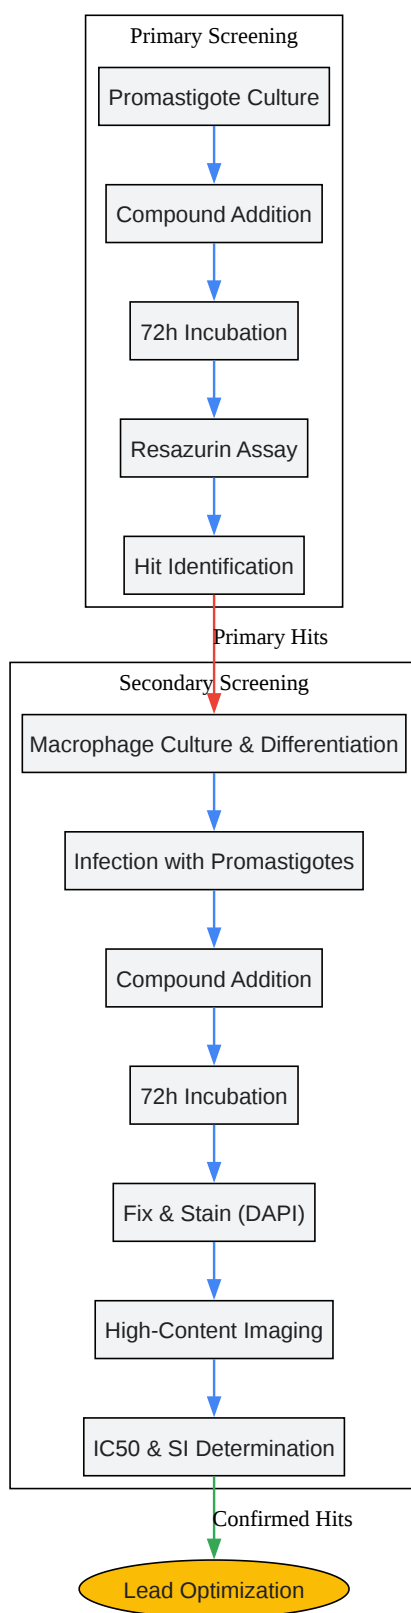 Primary Screening
Promastigote Culture
Compound Addition
72h Incubation
Resazurin Assay
Hit Identification
Primary Hits
Secondary Screening
Macrophage Culture & Differentiation
Infection with Promastigotes
Compound Addition
72h Incubation
Fix & Stain (DAPI)
High-Content Imaging
IC50 & SI Determination
Confirmed Hits
Lead Optimization